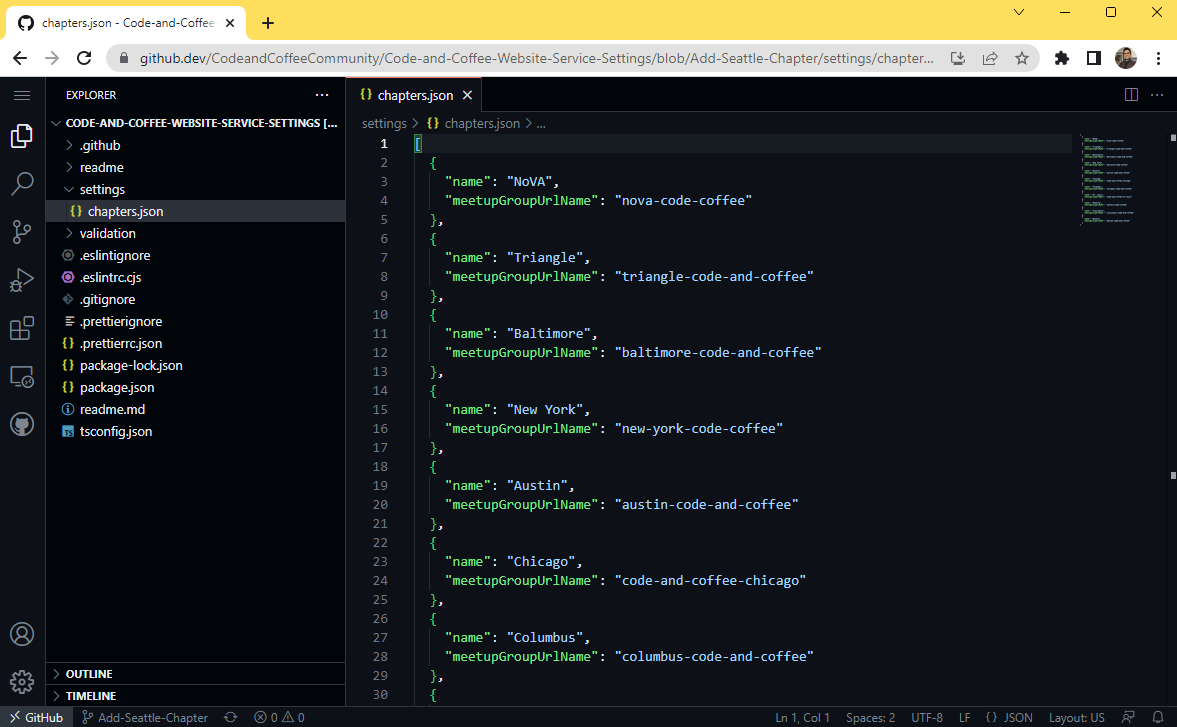 chapters.json - Code-and-Coffee
github.dev/CodeandCoffeeCommunity/Code-and-Coffee-Website-Service-Settings/blob/Add-Seattle-Chapter/settings/chapter...
EXPLORER
CODE-AND-COFFEE-WEBSITE-SERVICE-SETTINGS [...
.github
readme
settings
{} chapters.json
validation
.eslintignore
.eslintrc.cjs
.gitignore
.prettierignore
{} .prettierrc.json
{} package-lock.json
{} package.json
readme.md
TS tsconfig.json
OUTLINE
TIMELINE
{} chapters.json
settings > {} chapters.json > ...
1 [
2 {
3 "name": "NoVA",
4 "meetupGroupUrlName": "nova-code-coffee"
5 },
6 {
7 "name": "Triangle",
8 "meetupGroupUrlName": "triangle-code-and-coffee"
9 },
10 {
11 "name": "Baltimore",
12 "meetupGroupUrlName": "baltimore-code-and-coffee"
13 },
14 {
15 "name": "New York",
16 "meetupGroupUrlName": "new-york-code-coffee"
17 },
18 {
19 "name": "Austin",
20 "meetupGroupUrlName": "austin-code-and-coffee"
21 },
22 {
23 "name": "Chicago",
24 "meetupGroupUrlName": "code-and-coffee-chicago"
25 },
26 {
27 "name": "Columbus",
28 "meetupGroupUrlName": "columbus-code-and-coffee"
29 },
30 {
GitHub Add-Seattle-Chapter 0 0 Ln 1, Col 1 Spaces: 2 UTF-8 LF {} JSON Layout: US